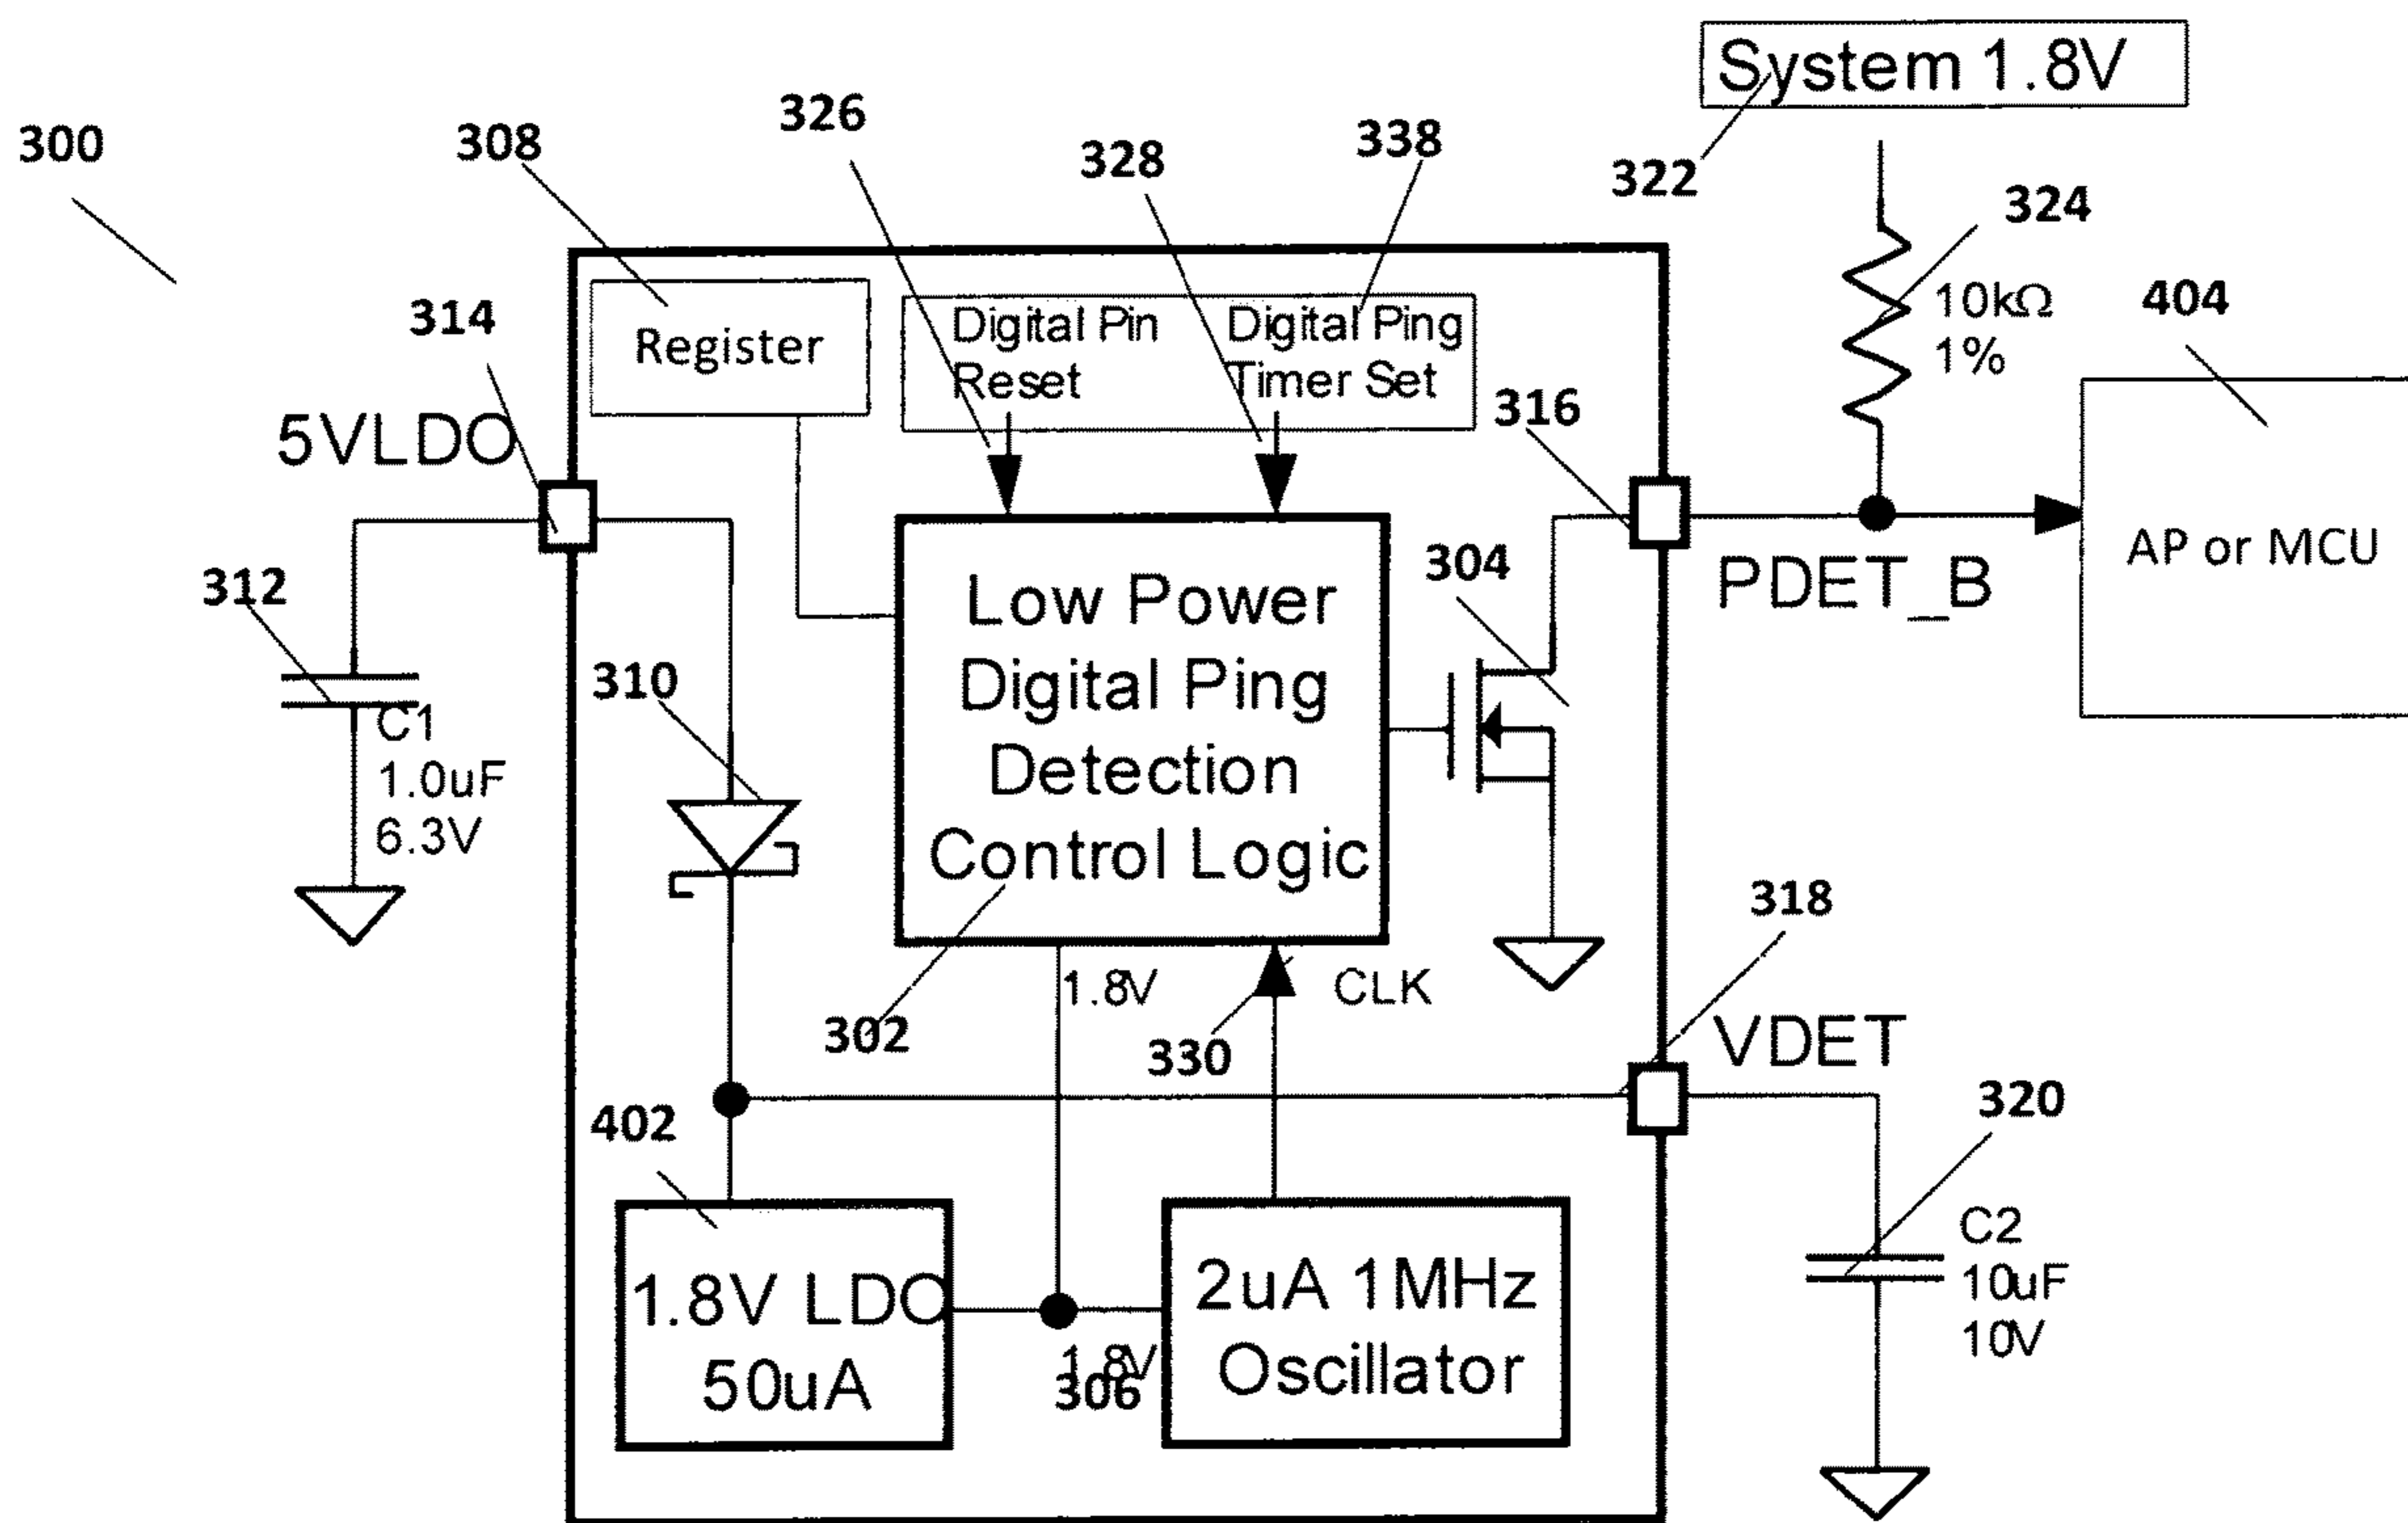 System 1.8V
300
308
326
328
338
322
324
10kΩ
1%
404
314
Register
Digital Pin
Reset
Digital Ping
Timer Set
316
5VLDO
312
C1
1.0uF
6.3V
310
Low Power
Digital Ping
Detection
Control Logic
304
PDET_B
AP or MCU
302
1.8V
330
CLK
318
VDET
320
C2
10uF
10V
402
1.8V LDO
50uA
1.8V
306
2uA 1MHz
Oscillator